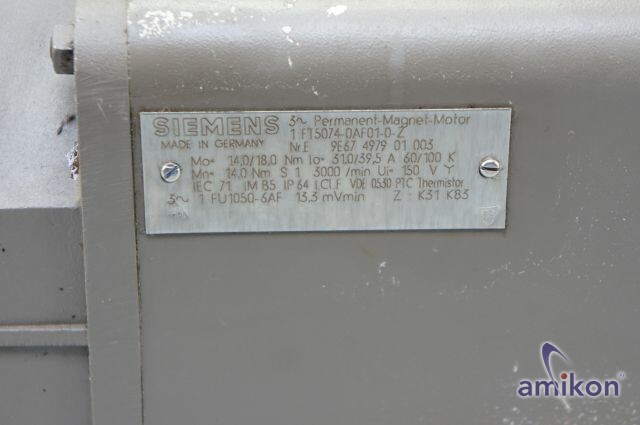 SIEMENS 3~ Permanent-Magnet-Motor
1 FT5074-0AF01-0-Z
MADE IN GERMANY Nr.E 9E67 4979 01 003
Mo= 14,0/18,0 Nm Io= 31,0/39,5 A 60/100 K
Mn= 14,0 Nm S 1 3000 /min Ui= 150 V Y
IEC 71 IM B5 IP 64 I.CI.F VDE 0530 PTC Thermistor
3~ 1 FU1050-6AF 13,3 mVmin Z : K31 K83
amikon®